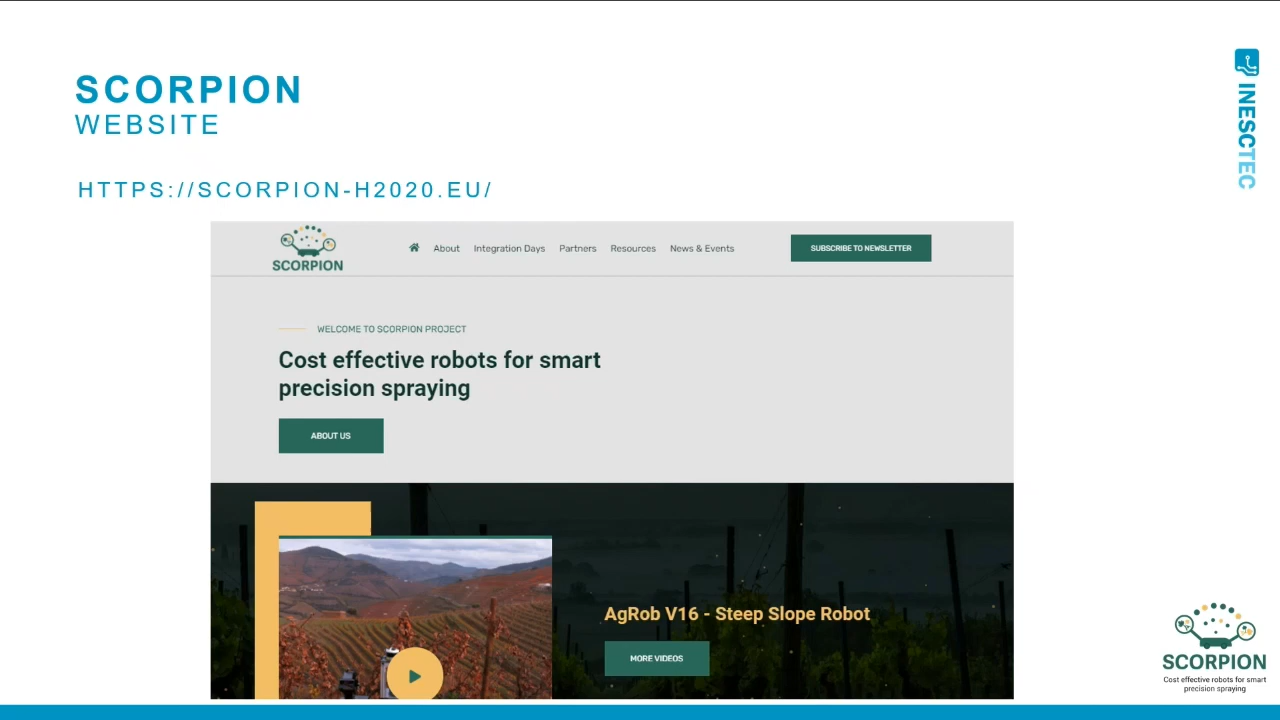 SCORPION
WEBSITE
HTTPS://SCORPION-H2020.EU/
INESCTEC
SCORPION
About
Integration Days
Partners
Resources
News & Events
SUBSCRIBE TO NEWSLETTER
WELCOME TO SCORPION PROJECT
Cost effective robots for smart
precision spraying
ABOUT US
AgRob V16 - Steep Slope Robot
MORE VIDEOS
SCORPION
Cost effective robots for smart
precision spraying